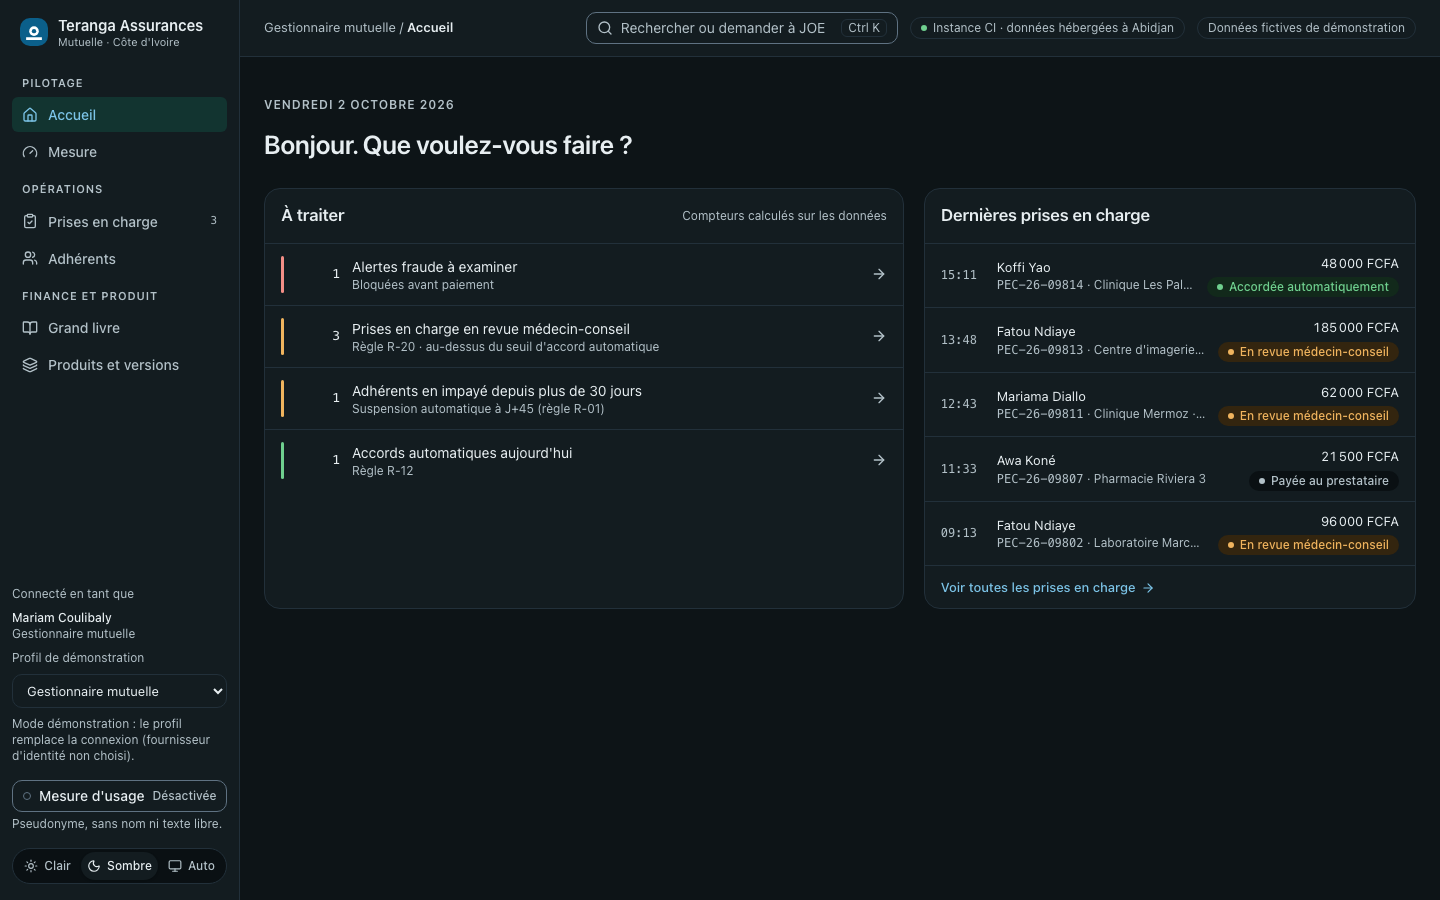 Teranga Assurances
Mutuelle · Côte d'Ivoire
PILOTAGE
Accueil
Mesure
OPÉRATIONS
Prises en charge 3
Adhérents
FINANCE ET PRODUIT
Grand livre
Produits et versions
Connecté en tant que
Mariam Coulibaly
Gestionnaire mutuelle
Profil de démonstration
Gestionnaire mutuelle
Mode démonstration : le profil
remplace la connexion (fournisseur
d'identité non choisi).
Mesure d'usage Désactivée
Pseudonyme, sans nom ni texte libre.
Clair Sombre Auto
Gestionnaire mutuelle / Accueil
Rechercher ou demander à JOE Ctrl K
Instance CI · données hébergées à Abidjan
Données fictives de démonstration
VENDREDI 2 OCTOBRE 2026
Bonjour. Que voulez-vous faire ?
À traiter
Compteurs calculés sur les données
1 Alertes fraude à examiner
Bloquées avant paiement
3 Prises en charge en revue médecin-conseil
Règle R-20 · au-dessus du seuil d'accord automatique
1 Adhérents en impayé depuis plus de 30 jours
Suspension automatique à J+45 (règle R-01)
1 Accords automatiques aujourd'hui
Règle R-12
Dernières prises en charge
15:11 Koffi Yao 48 000 FCFA
PEC-26-09814 · Clinique Les Pal... Accordée automatiquement
13:48 Fatou Ndiaye 185 000 FCFA
PEC-26-09813 · Centre d'imagerie... En revue médecin-conseil
12:43 Mariama Diallo 62 000 FCFA
PEC-26-09811 · Clinique Mermoz ·... En revue médecin-conseil
11:33 Awa Koné 21 500 FCFA
PEC-26-09807 · Pharmacie Riviera 3 Payée au prestataire
09:13 Fatou Ndiaye 96 000 FCFA
PEC-26-09802 · Laboratoire Marc... En revue médecin-conseil
Voir toutes les prises en charge